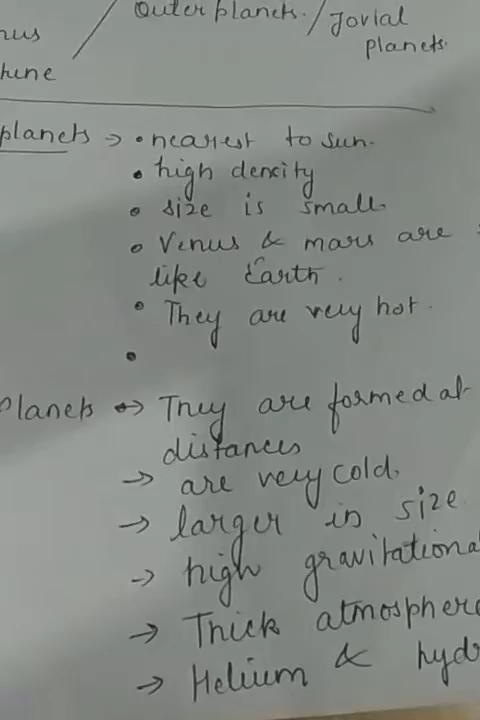 Outer planets. / Jovial
planets.
planets → • nearest to sun.
• high density
• size is small.
• Venus & mars are
like Earth.
• They are very hot.
•
Planets → They are formed at
distances
→ are very cold.
→ larger in size
→ high gravitational
→ Thick atmosphere
→ Helium & hyd